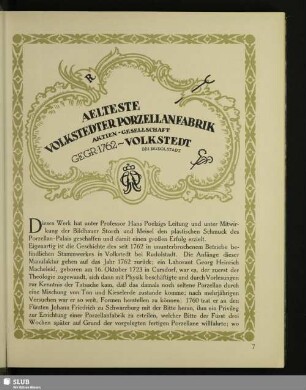 R
AELTESTE
VOLKSTEDTER PORZELLANFABRIK
AKTIEN-GESELLSCHAFT
GEGR. 1762 – VOLKSTEDT
BEI RUDOLSTADT
Dieses Werk hat unter Professor Hans Poelzigs Leitung und unter Mitwir-
kung der Bildhauer Storch und Meisel den plastischen Schmuck des
Porzellan-Palais geschaffen und damit einen großen Erfolg erzielt.
Eigenartig ist die Geschichte des seit 1762 in ununterbrochenem Betriebe be-
findlichen Stammwerkes in Volkstedt bei Rudolstadt. Die Anfänge dieser
Manufaktur gehen auf das Jahr 1762 zurück: ein Laborant Georg Heinrich
Macheleid, geboren am 16. Oktober 1723 in Cursdorf, war es, der zuerst der
Theologie zugewandt, sich dann mit Physik beschäftigte und durch Vorlesungen
zur Kenntnis der Tatsache kam, daß das damals noch seltene Porzellan durch
eine Mischung von Ton und Kieselerde zustande kommt; nach mehrjährigen
Versuchen war er so weit, Formen herstellen zu können. 1760 trat er an den
Fürsten Johann Friedrich zu Schwarzburg mit der Bitte heran, ihm ein Privileg
zur Errichtung einer Porzellanfabrik zu erteilen, welcher Bitte der Fürst drei
Wochen später auf Grund der vorgelegten fertigen Porzellane willfahrte; wo
7
SLUB